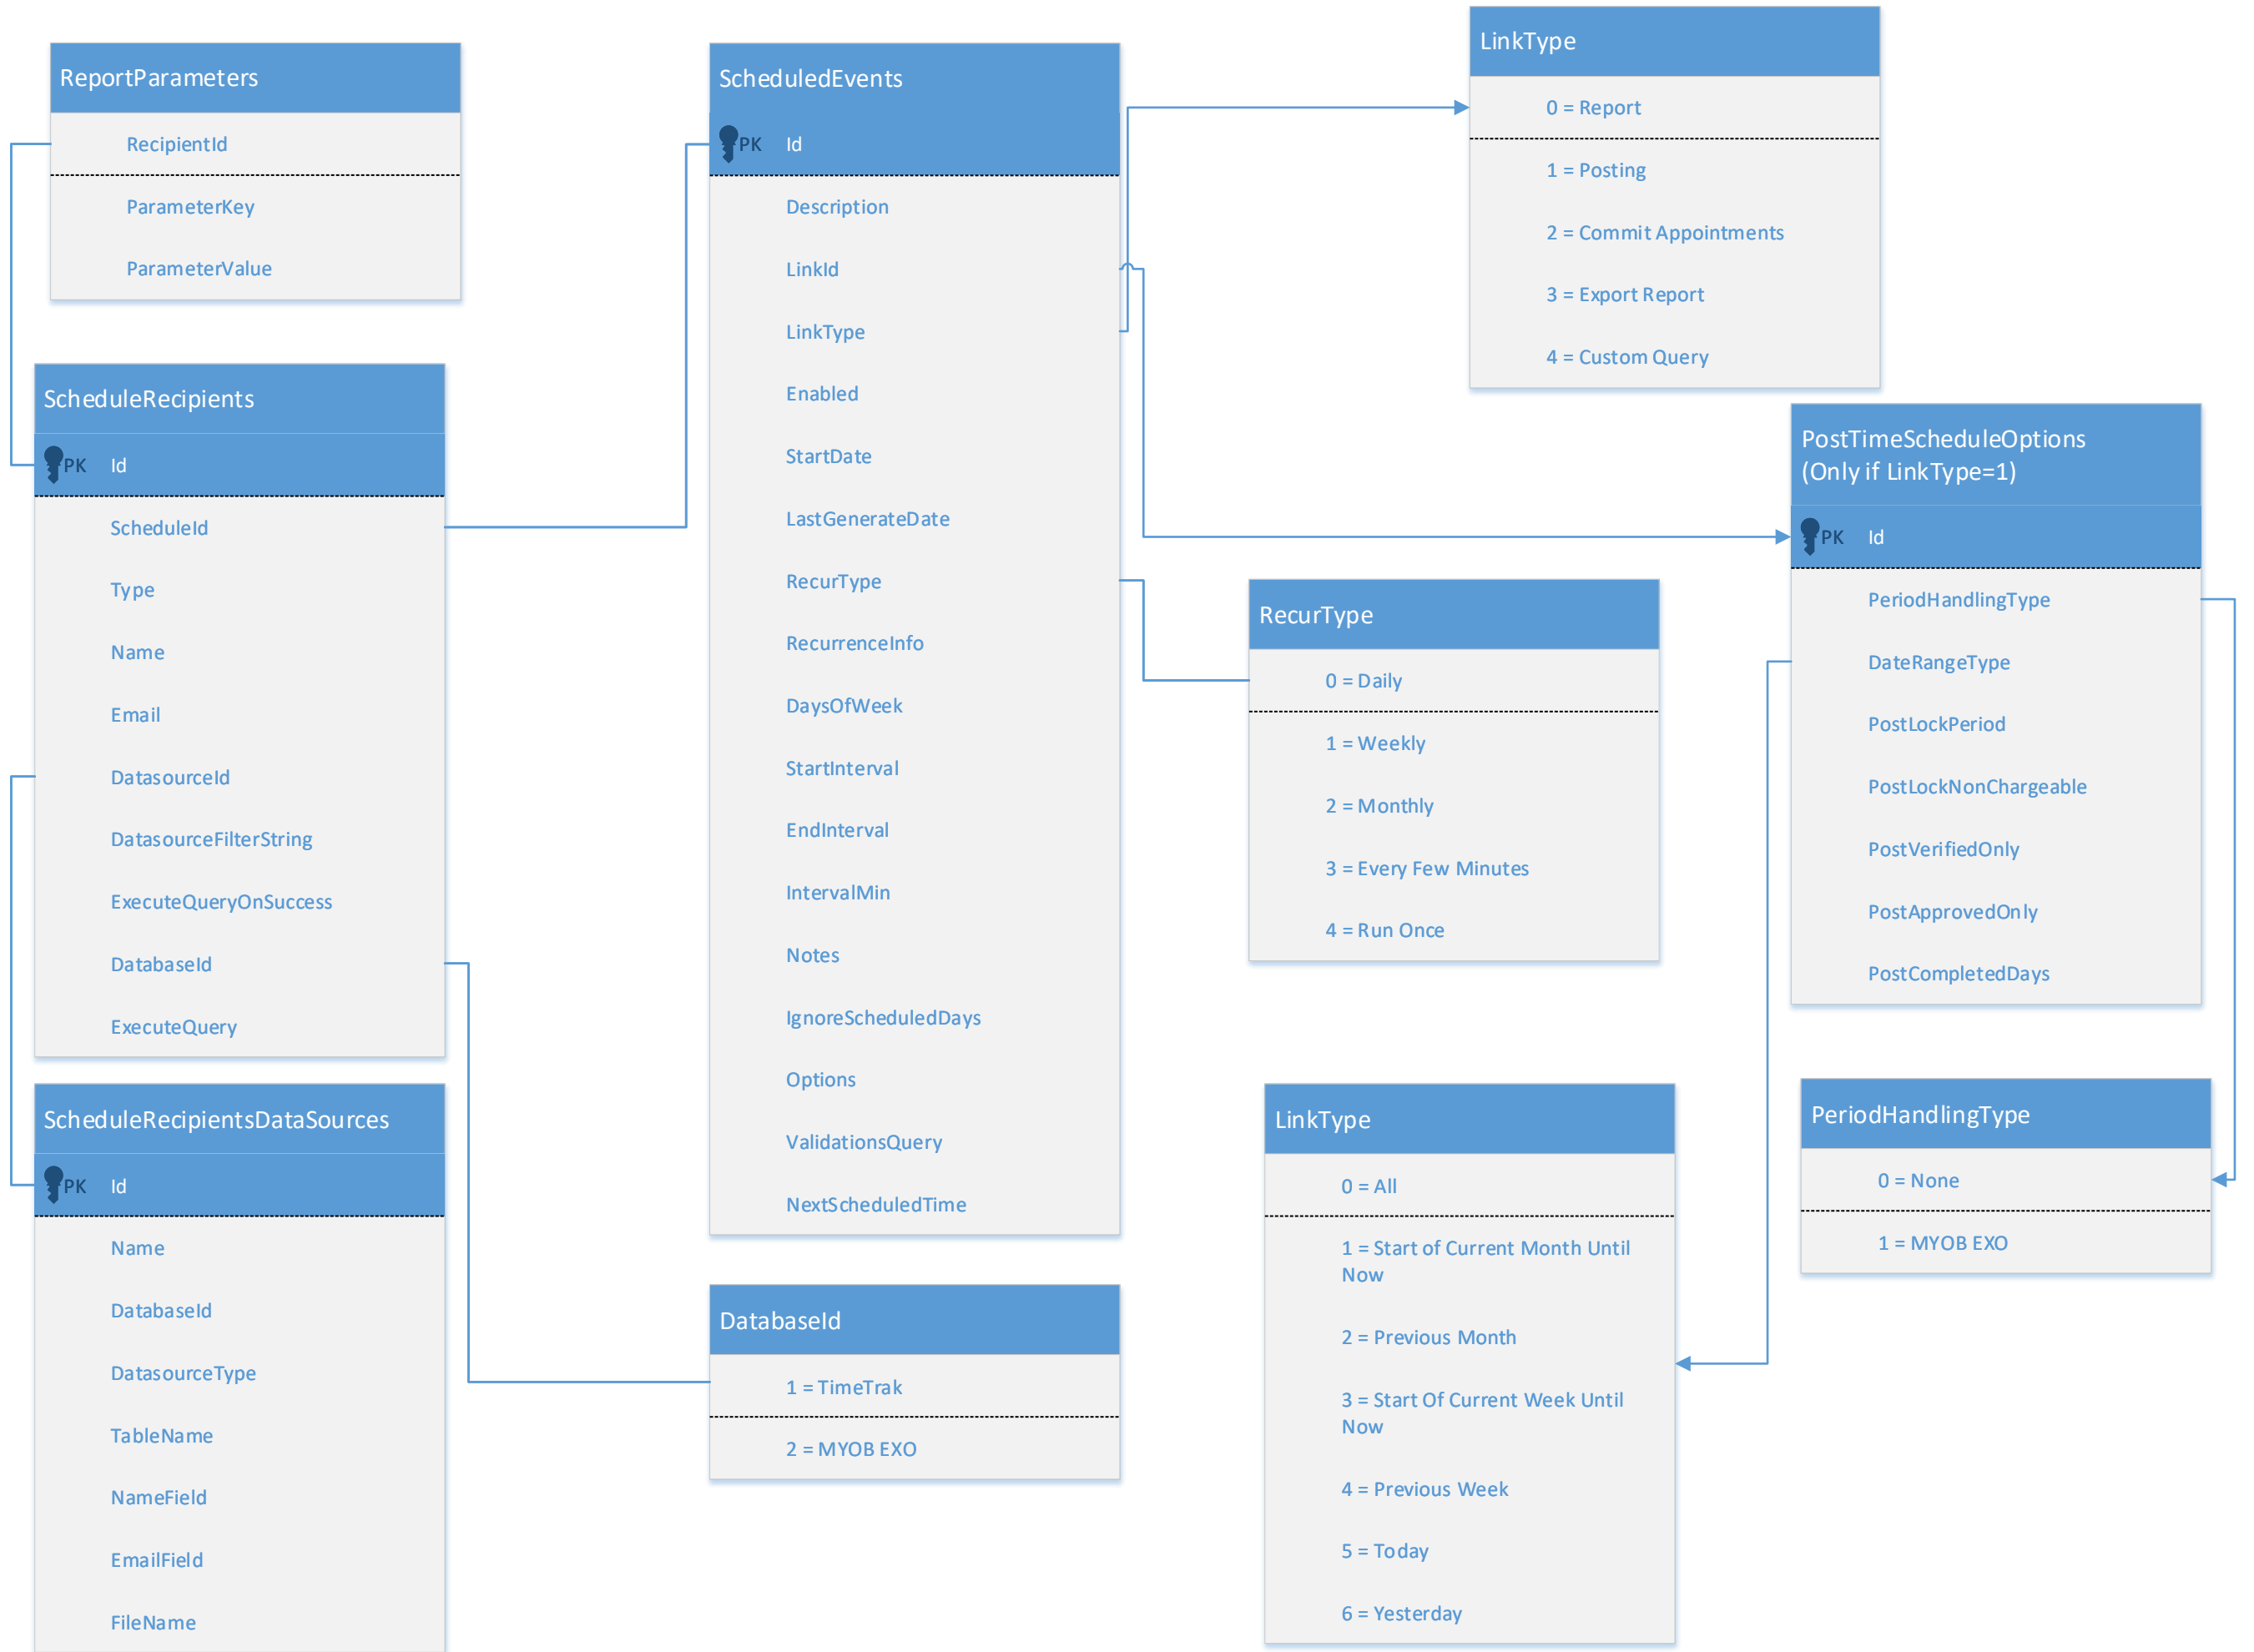 ReportParameters
RecipientId
ParameterKey
ParameterValue
ScheduleRecipients
PK Id
ScheduleId
Type
Name
Email
DatasourceId
DatasourceFilterString
ExecuteQueryOnSuccess
DatabaseId
ExecuteQuery
ScheduleRecipientsDataSources
PK Id
Name
DatabaseId
DatasourceType
TableName
NameField
EmailField
FileName
ScheduledEvents
PK Id
Description
LinkId
LinkType
Enabled
StartDate
LastGenerateDate
RecurType
RecurrenceInfo
DaysOfWeek
StartInterval
EndInterval
IntervalMin
Notes
IgnoreScheduledDays
Options
ValidationsQuery
NextScheduledTime
DatabaseId
1 = TimeTrak
2 = MYOB EXO
LinkType
0 = Report
1 = Posting
2 = Commit Appointments
3 = Export Report
4 = Custom Query
RecurType
0 = Daily
1 = Weekly
2 = Monthly
3 = Every Few Minutes
4 = Run Once
PostTimeScheduleOptions
(Only if LinkType=1)
PK Id
PeriodHandlingType
DateRangeType
PostLockPeriod
PostLockNonChargeable
PostVerifiedOnly
PostApprovedOnly
PostCompletedDays
LinkType
0 = All
1 = Start of Current Month Until
Now
2 = Previous Month
3 = Start Of Current Week Until
Now
4 = Previous Week
5 = Today
6 = Yesterday
PeriodHandlingType
0 = None
1 = MYOB EXO